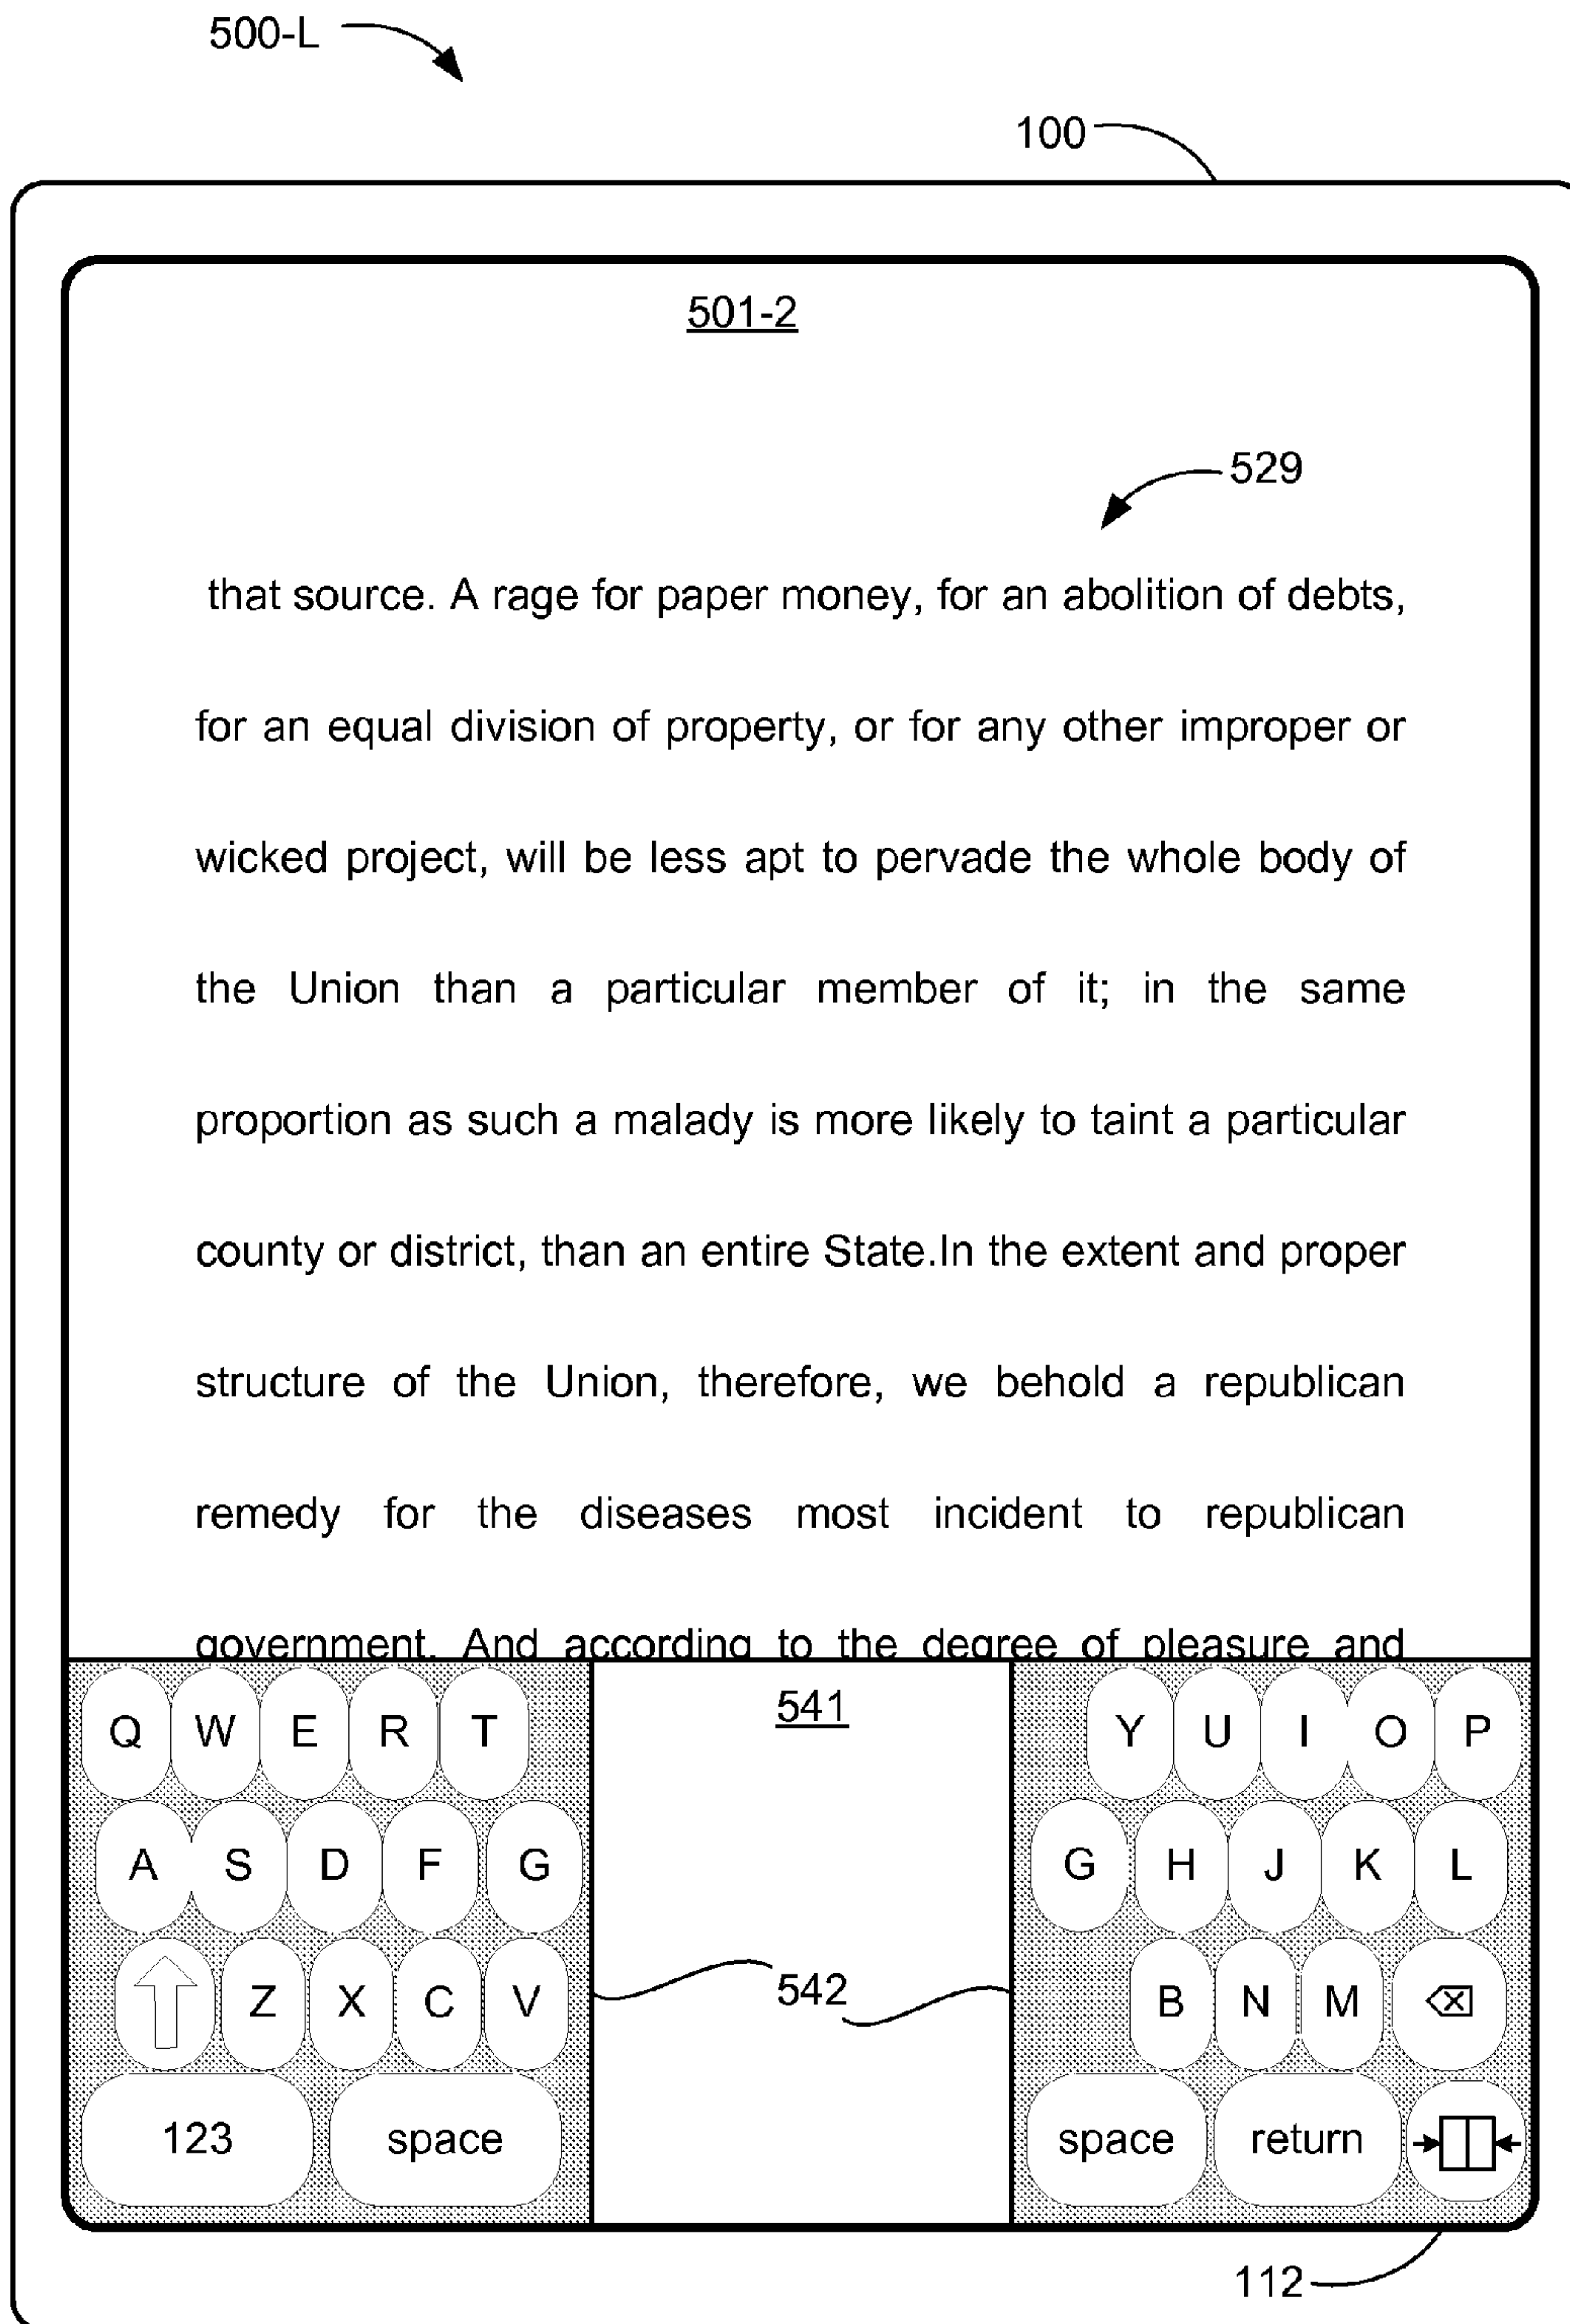 500-L
100
501-2
529
that source. A rage for paper money, for an abolition of debts,
for an equal division of property, or for any other improper or
wicked project, will be less apt to pervade the whole body of
the Union than a particular member of it; in the same
proportion as such a malady is more likely to taint a particular
county or district, than an entire State.In the extent and proper
structure of the Union, therefore, we behold a republican
remedy for the diseases most incident to republican
government. And according to the degree of pleasure and
Q W E R T
541
Y U I O P
A S D F G
G H J K L
Z X C V
542
B N M
123 space
space return
112